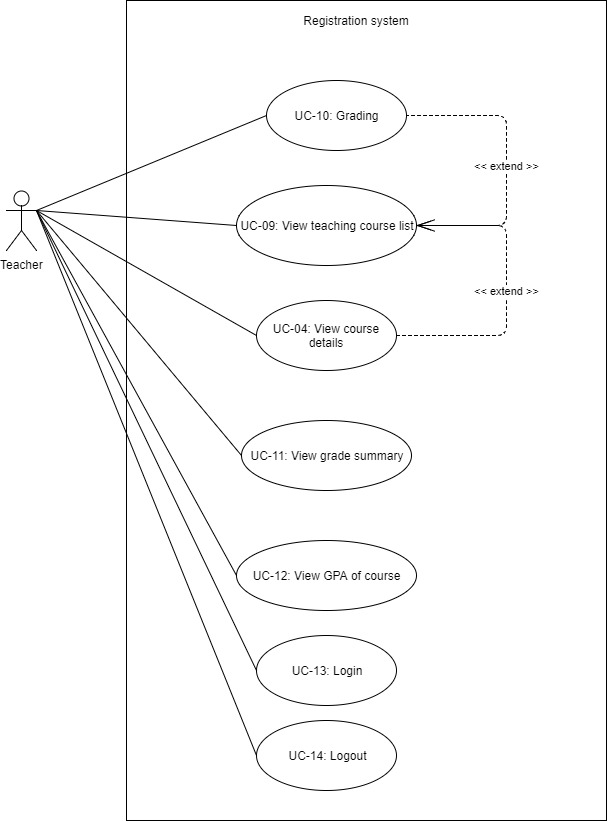 Registration system
UC-10: Grading
<< extend >>
UC-09: View teaching course list
Teacher
<< extend >>
UC-04: View course
details
UC-11: View grade summary
UC-12: View GPA of course
UC-13: Login
UC-14: Logout